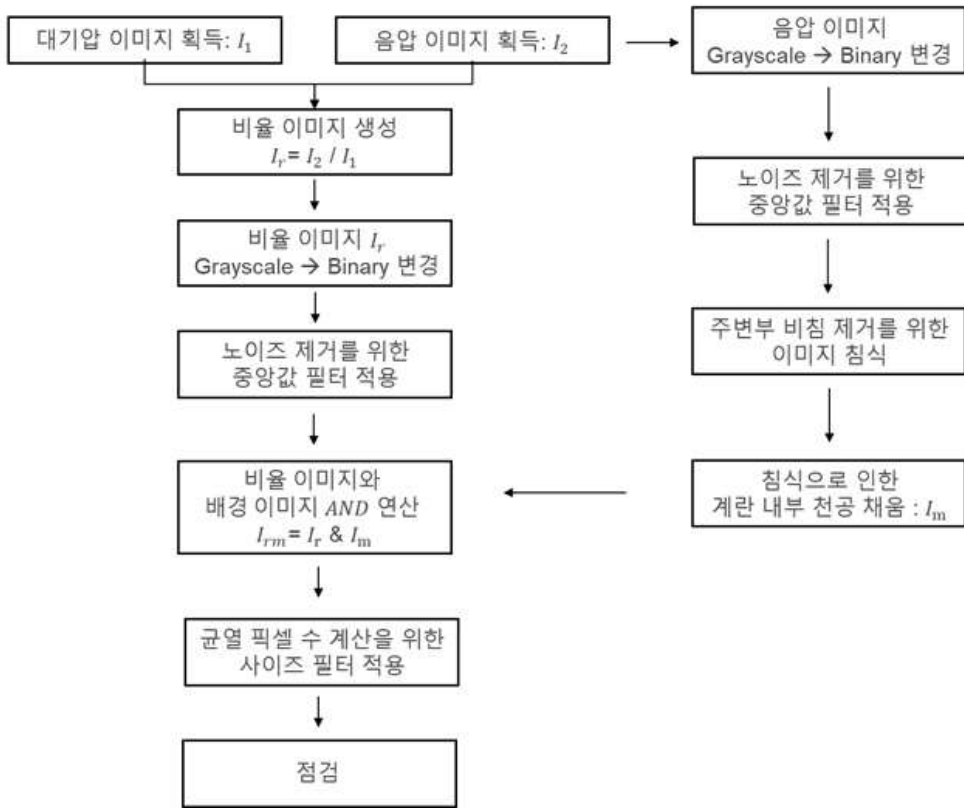 대기압 이미지 획득: I₁
음압 이미지 획득: I₂
음압 이미지
Grayscale → Binary 변경
비율 이미지 생성
Iᵣ = I₂ / I₁
노이즈 제거를 위한
중앙값 필터 적용
비율 이미지 Iᵣ
Grayscale → Binary 변경
주변부 비침 제거를 위한
이미지 침식
노이즈 제거를 위한
중앙값 필터 적용
비율 이미지와
배경 이미지 AND 연산
Iᵣₘ = Iᵣ & Iₘ
침식으로 인한
계란 내부 천공 채움 : Iₘ
균열 픽셀 수 계산을 위한
사이즈 필터 적용
점검